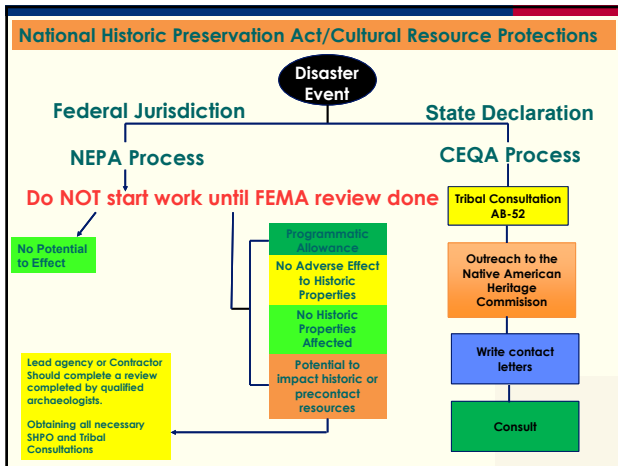 National Historic Preservation Act/Cultural Resource Protections
Disaster
Event
Federal Jurisdiction
State Declaration
NEPA Process
CEQA Process
Do NOT start work until FEMA review done
Tribal Consultation
AB-52
No Potential
to Effect
Programmatic
Allowance
No Adverse Effect
to Historic
Properties
No Historic
Properties
Affected
Potential to
impact historic or
precontact
resources
Outreach to the
Native American
Heritage
Commisison
Write contact
letters
Consult
Lead agency or Contractor
Should complete a review
completed by qualified
archaeologists.
Obtaining all necessary
SHPO and Tribal
Consultations